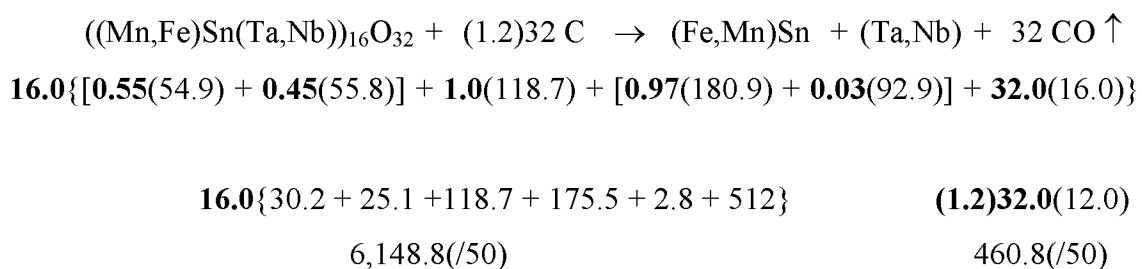 ((Mn,Fe)Sn(Ta,Nb))₁₆O₃₂ + (1.2)32 C → (Fe,Mn)Sn + (Ta,Nb) + 32 CO ↑
16.0{[0.55(54.9) + 0.45(55.8)] + 1.0(118.7) + [0.97(180.9) + 0.03(92.9)] + 32.0(16.0)}
16.0{30.2 + 25.1 +118.7 + 175.5 + 2.8 + 512} (1.2)32.0(12.0)
6,148.8(/50) 460.8(/50)